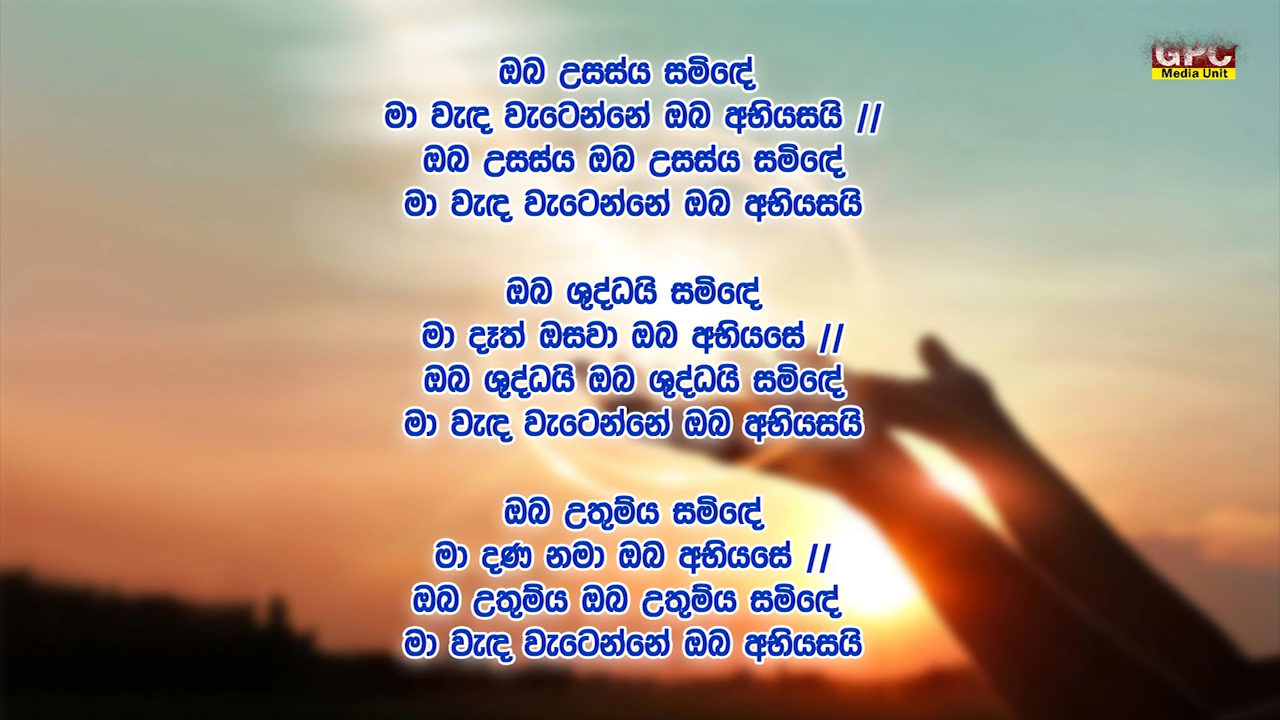 GPC
Media Unit
ඔබ උසස්ය සමිඳේ
මා වැඳ වැටෙන්නේ ඔබ අභියසයි //
ඔබ උසස්ය ඔබ උසස්ය සමිඳේ
මා වැඳ වැටෙන්නේ ඔබ අභියසයි
ඔබ ශුද්ධයි සමිඳේ
මා දෑත් ඔසවා ඔබ අභියසේ //
ඔබ ශුද්ධයි ඔබ ශුද්ධයි සමිඳේ
මා වැඳ වැටෙන්නේ ඔබ අභියසයි
ඔබ උතුම්ය සමිඳේ
මා දණ නමා ඔබ අභියසේ //
ඔබ උතුම්ය ඔබ උතුම්ය සමිඳේ
මා වැඳ වැටෙන්නේ ඔබ අභියසයි